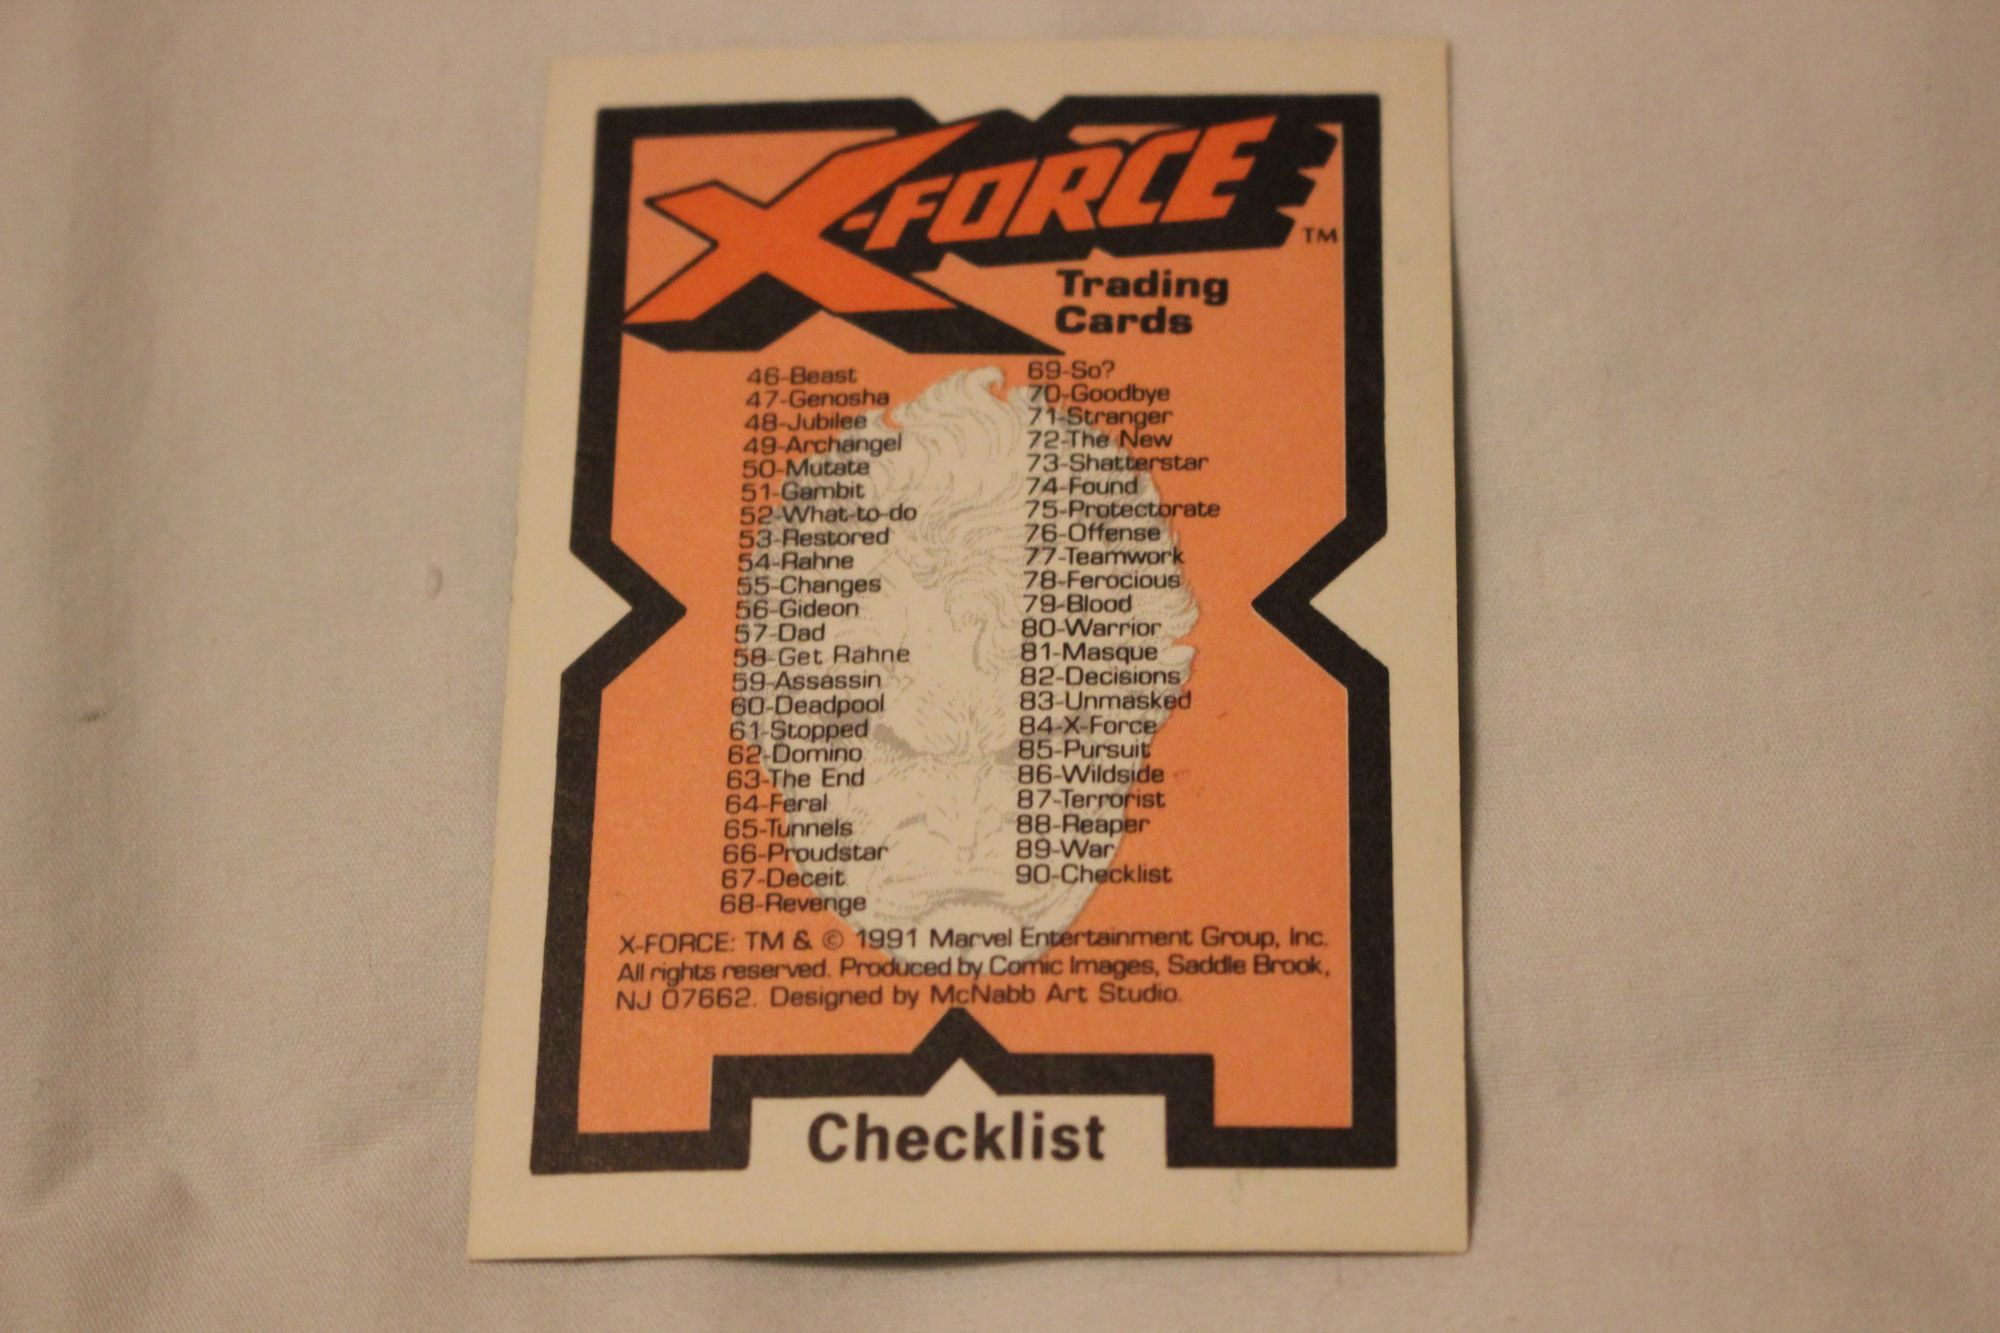 X-FORCE TM
Trading
Cards
46-Beast
47-Genosha
48-Jubilee
49-Archangel
50-Mutate
51-Gambit
52-What-to-do
53-Restored
54-Rahne
55-Changes
56-Gideon
57-Dad
58-Get Rahne
59-Assassin
60-Deadpool
61-Stopped
62-Domino
63-The End
64-Feral
65-Tunnels
66-Proudstar
67-Deceit
68-Revenge
69-So?
70-Goodbye
71-Stranger
72-The New
73-Shatterstar
74-Found
75-Protectorate
76-Offense
77-Teamwork
78-Ferocious
79-Blood
80-Warrior
81-Masque
82-Decisions
83-Unmasked
84-X-Force
85-Pursuit
86-Wildside
87-Terrorist
88-Reaper
89-War
90-Checklist
X-FORCE: TM & © 1991 Marvel Entertainment Group, Inc.
All rights reserved. Produced by Comic Images, Saddle Brook,
NJ 07662. Designed by McNabb Art Studio.
Checklist